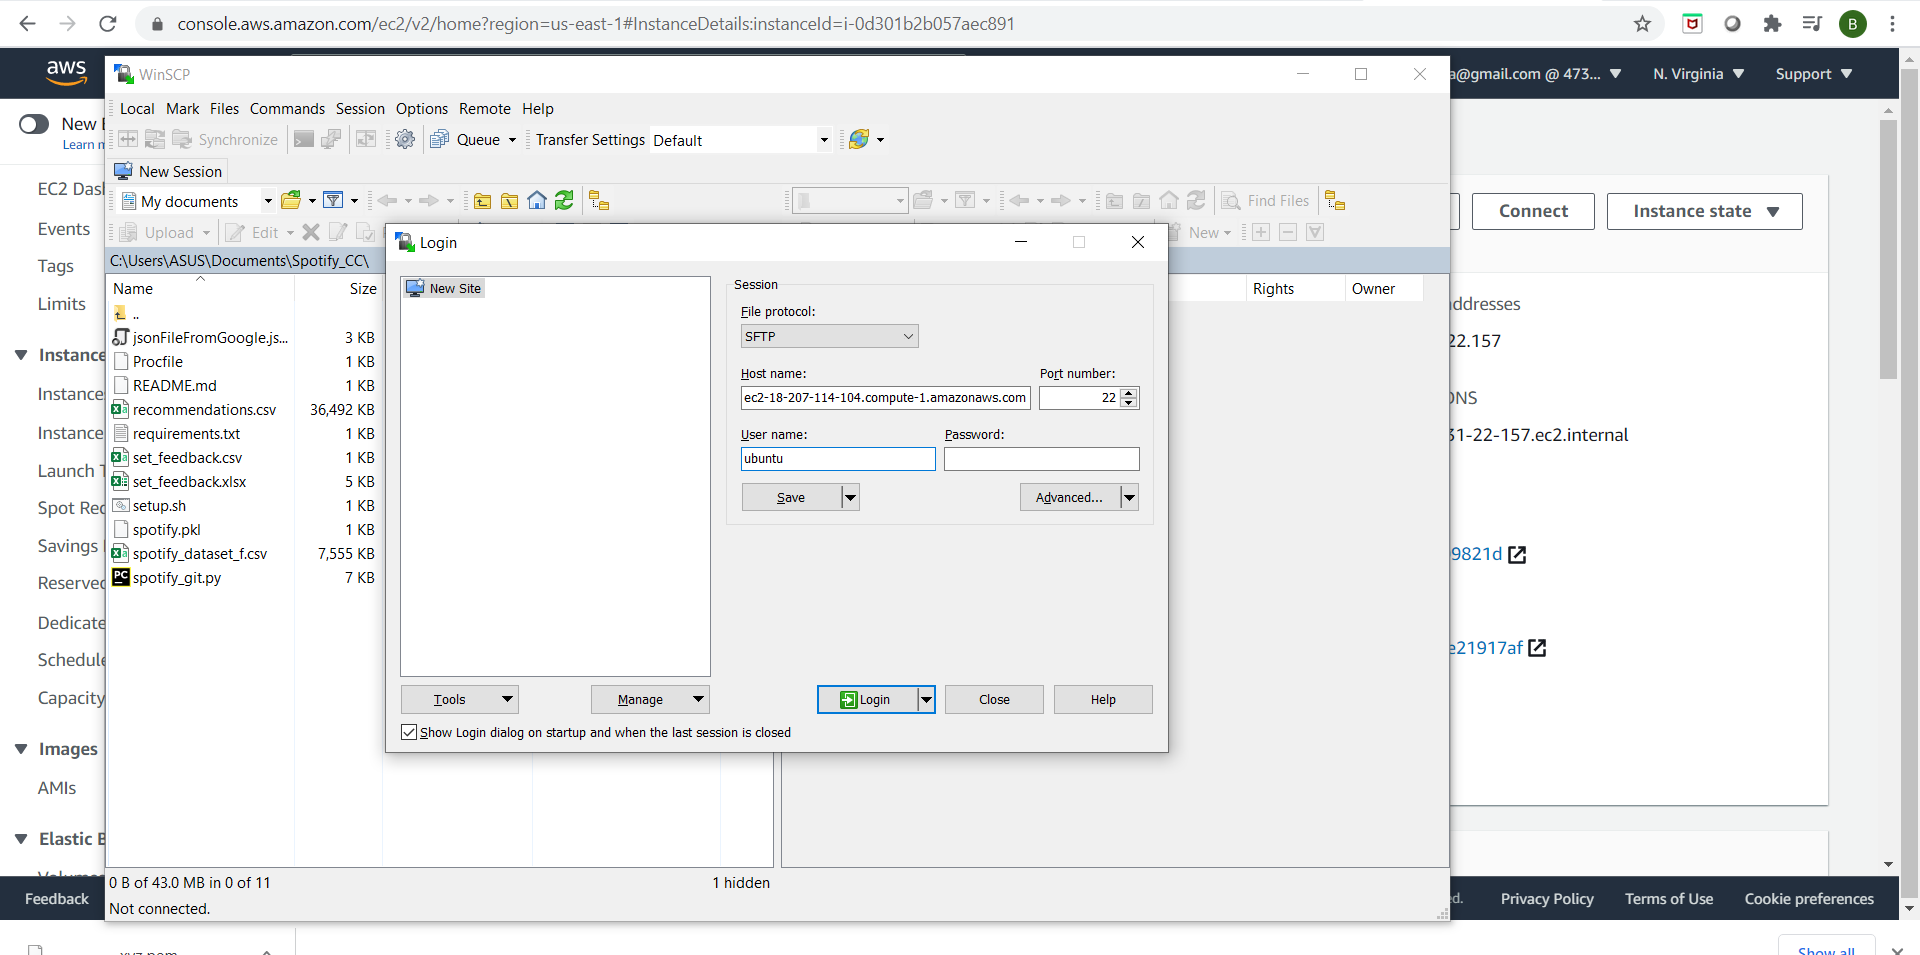 console.aws.amazon.com/ec2/v2/home?region=us-east-1#InstanceDetails:instanceId=i-0d301b2b057aec891
B
aws
WinSCP
a@gmail.com @ 473...
N. Virginia
Support
Local Mark Files Commands Session Options Remote Help
New
Learn
Synchronize
Queue
Transfer Settings Default
New Session
EC2
My documents
Find Files
Connect
Instance state
Events
Upload
Edit
New
Login
C:\Users\ASUS\Documents\Spotify_CC\
Tags
Limits
Name
Size
Rights
Owner
..
jsonFileFromGoogle.js... 3 KB
Procfile 1 KB
README.md 1 KB
recommendations.csv 36,492 KB
requirements.txt 1 KB
set_feedback.csv 1 KB
set_feedback.xlsx 5 KB
setup.sh 1 KB
spotify.pkl 1 KB
spotify_dataset_f.csv 7,555 KB
spotify_git.py 7 KB
New Site
Session
File protocol:
SFTP
Host name:
Port number:
ec2-18-207-114-104.compute-1.amazonaws.com
22
User name:
Password:
ubuntu
Save
Advanced...
Tools
Manage
Login
Close
Help
Show Login dialog on startup and when the last session is closed
addresses
22.157
31-22-157.ec2.internal
9821d
e21917af
Instance
Instance
Instance
Launch
Spot
Savings
Reserved
Dedicate
Schedule
Capacity
Images
AMIs
Elastic
0 B of 43.0 MB in 0 of 11
1 hidden
Not connected.
Feedback
ed.
Privacy Policy
Terms of Use
Cookie preferences
xyz.pem
Show all